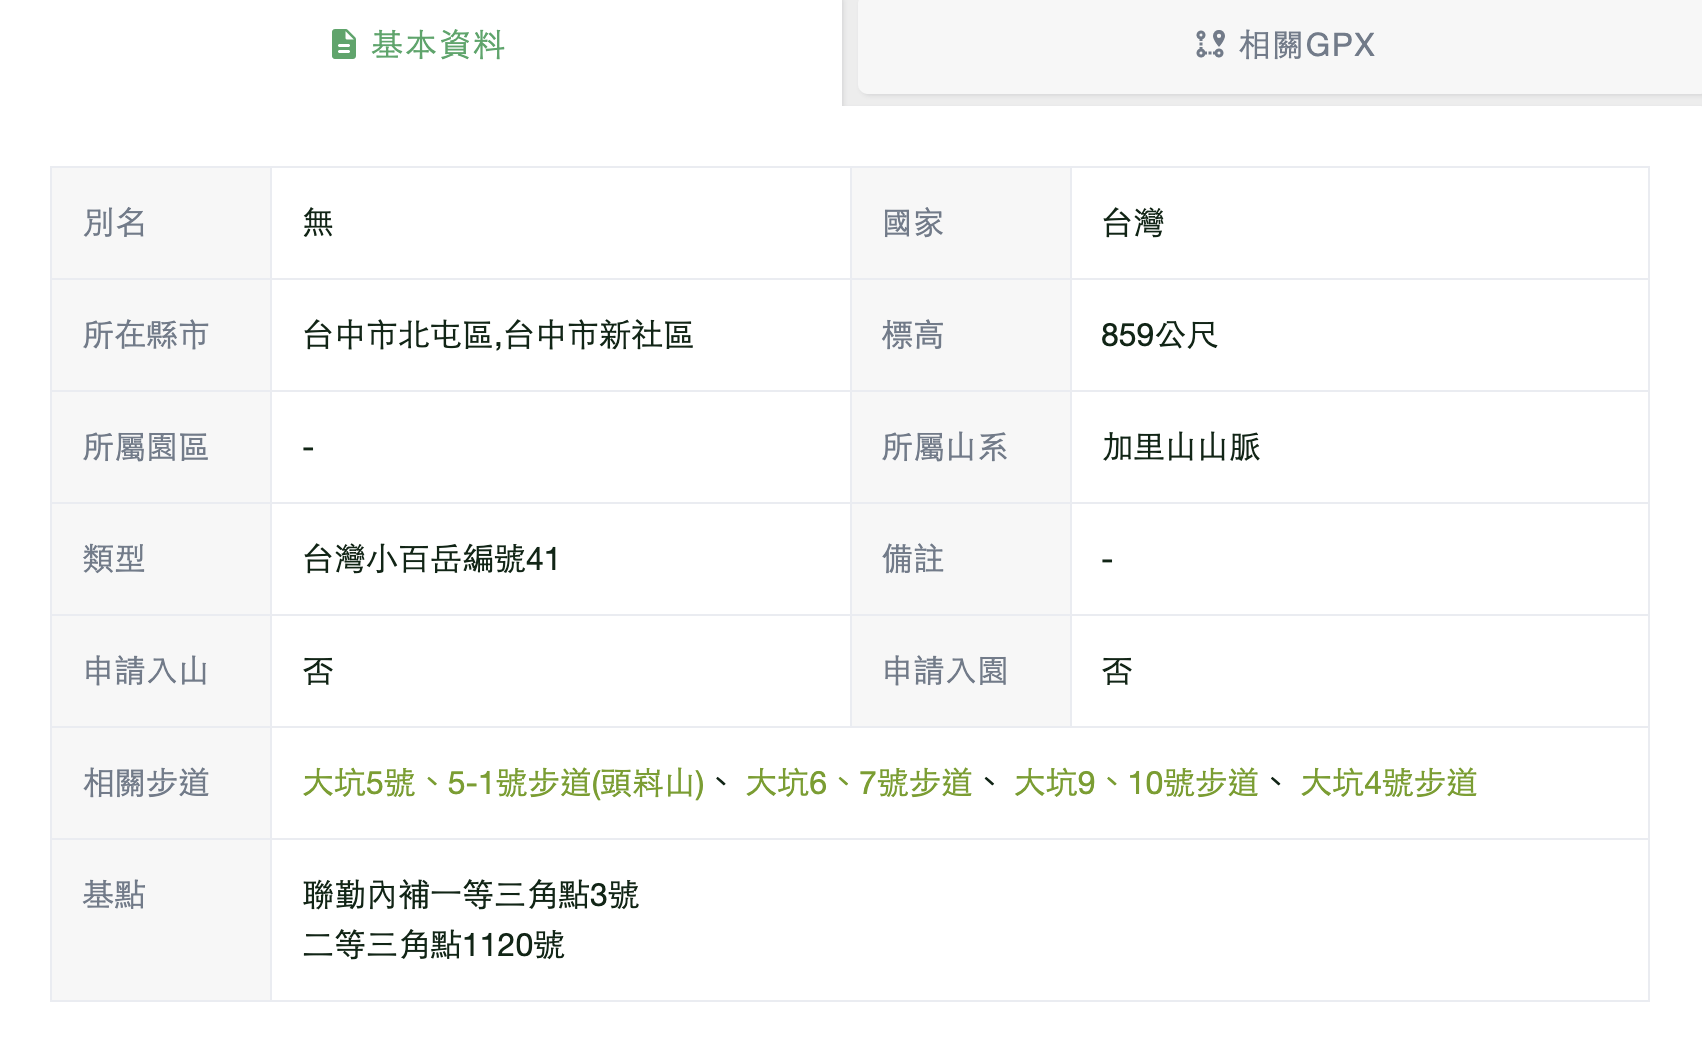 基本資料
相關GPX
別名 無 國家 台灣
所在縣市 台中市北屯區,台中市新社區 標高 859公尺
所屬園區 - 所屬山系 加里山山脈
類型 台灣小百岳編號41 備註 -
申請入山 否 申請入園 否
相關步道 大坑5號、5-1號步道(頭嵙山)、 大坑6、7號步道、 大坑9、10號步道、 大坑4號步道
基點 聯勤內補一等三角點3號
二等三角點1120號